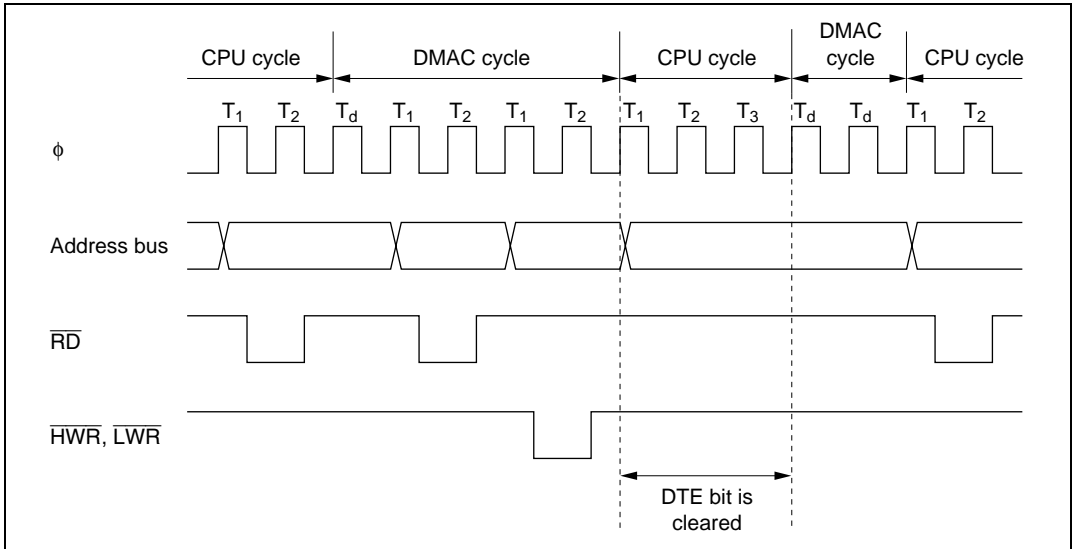 CPU cycle DMAC cycle CPU cycle DMAC cycle CPU cycle
T1 T2 Td T1 T2 T1 T2 T1 T2 T3 Td Td T1 T2
ϕ
Address bus
RD
HWR, LWR
DTE bit is
cleared